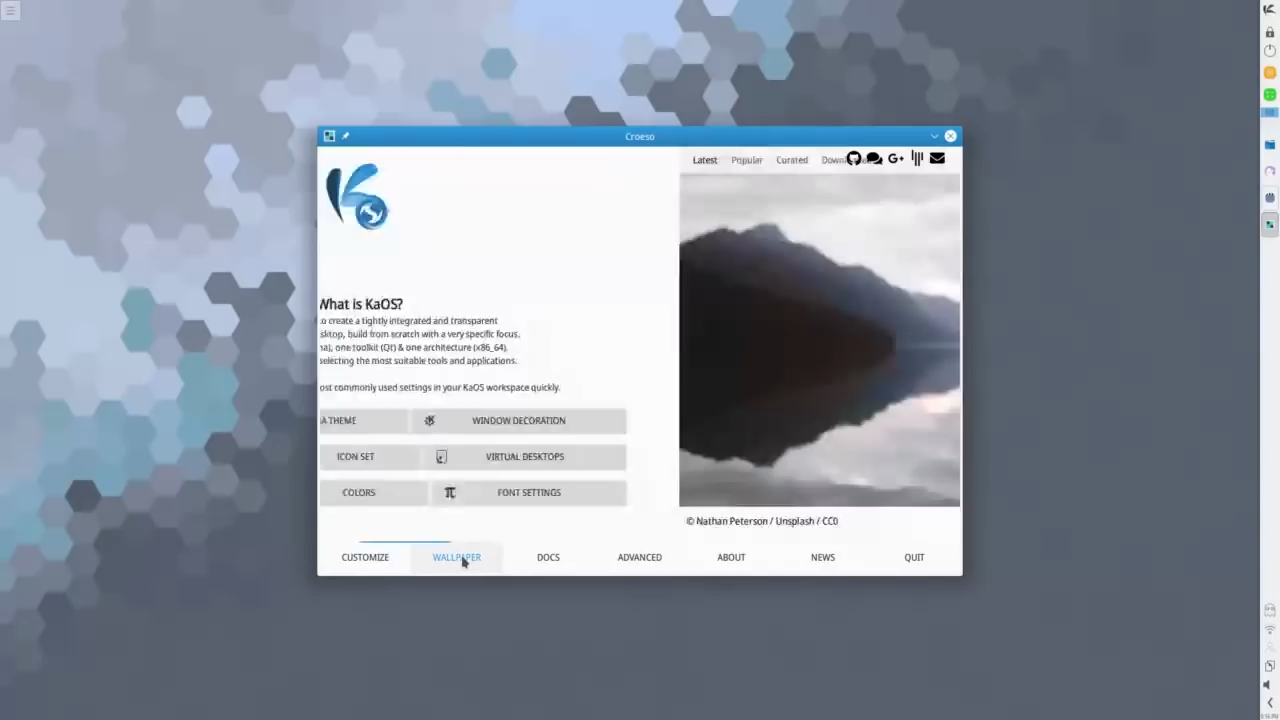 Croeso
Latest Popular Curated
G+
What is KaOS?
to create a tightly integrated and transparent
sktop, build from scratch with a very specific focus.
na), one toolkit (Qt) & one architecture (x86_64).
selecting the most suitable tools and applications.
ost commonly used settings in your KaOS workspace quickly.
A THEME WINDOW DECORATION
ICON SET VIRTUAL DESKTOPS
COLORS FONT SETTINGS
© Nathan Peterson / Unsplash / CC0
CUSTOMIZE WALLPAPER DOCS ADVANCED ABOUT NEWS QUIT